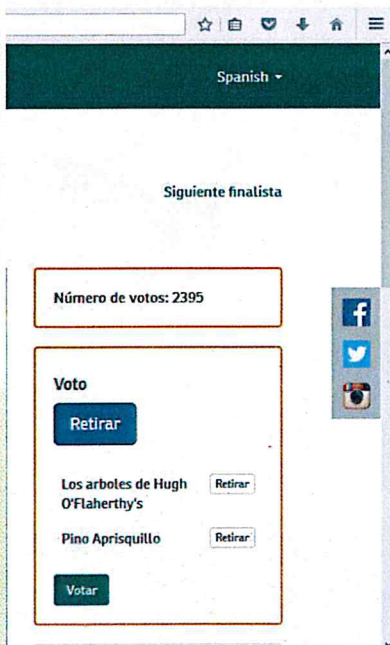 Spanish
Siguiente finalista
Número de votos: 2395
Voto
Retirar
Los arboles de Hugh
O'Flaherthy's
Retirar
Pino Aprisquillo
Retirar
Votar